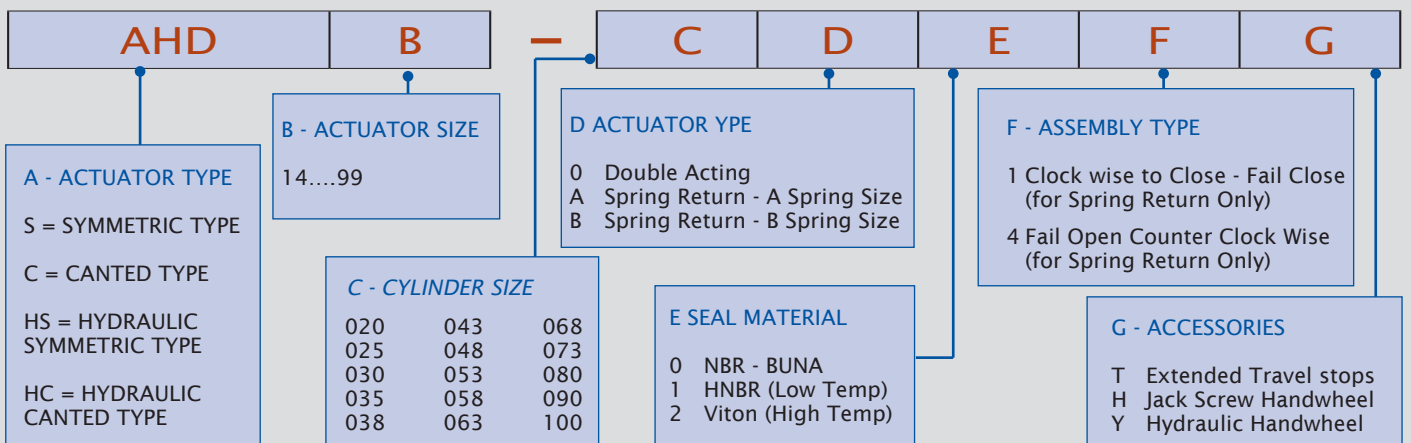 AHD B – C D E F G
A - ACTUATOR TYPE
S = SYMMETRIC TYPE
C = CANTED TYPE
HS = HYDRAULIC
SYMMETRIC TYPE
HC = HYDRAULIC
CANTED TYPE
B - ACTUATOR SIZE
14....99
C - CYLINDER SIZE
020 043 068
025 048 073
030 053 080
035 058 090
038 063 100
D ACTUATOR YPE
0 Double Acting
A Spring Return - A Spring Size
B Spring Return - B Spring Size
E SEAL MATERIAL
0 NBR - BUNA
1 HNBR (Low Temp)
2 Viton (High Temp)
F - ASSEMBLY TYPE
1 Clock wise to Close - Fail Close
(for Spring Return Only)
4 Fail Open Counter Clock Wise
(for Spring Return Only)
G - ACCESSORIES
T Extended Travel stops
H Jack Screw Handwheel
Y Hydraulic Handwheel